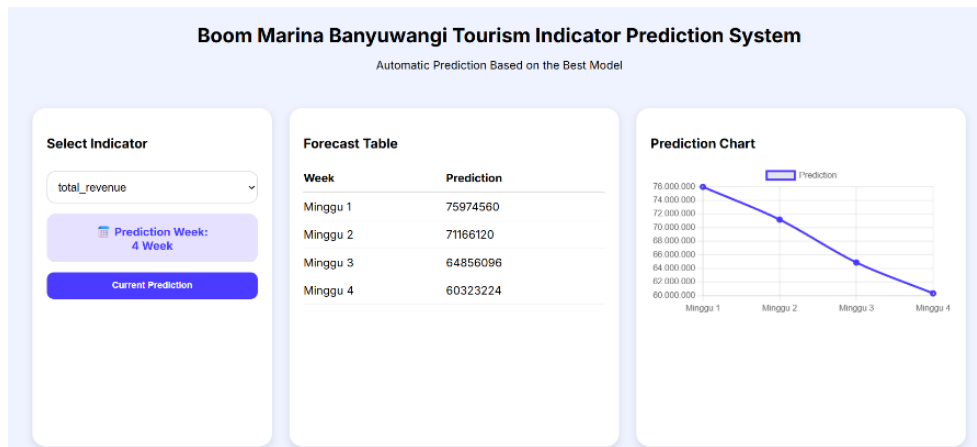 Boom Marina Banyuwangi Tourism Indicator Prediction System
Automatic Prediction Based on the Best Model
Select Indicator
total_revenue
Prediction Week:
4 Week
Current Prediction
Forecast Table
Week Prediction
Minggu 1 75974560
Minggu 2 71166120
Minggu 3 64856096
Minggu 4 60323224
Prediction Chart
Prediction
76.000.000
74.000.000
72.000.000
70.000.000
68.000.000
66.000.000
64.000.000
62.000.000
60.000.000
Minggu 1 Minggu 2 Minggu 3 Minggu 4